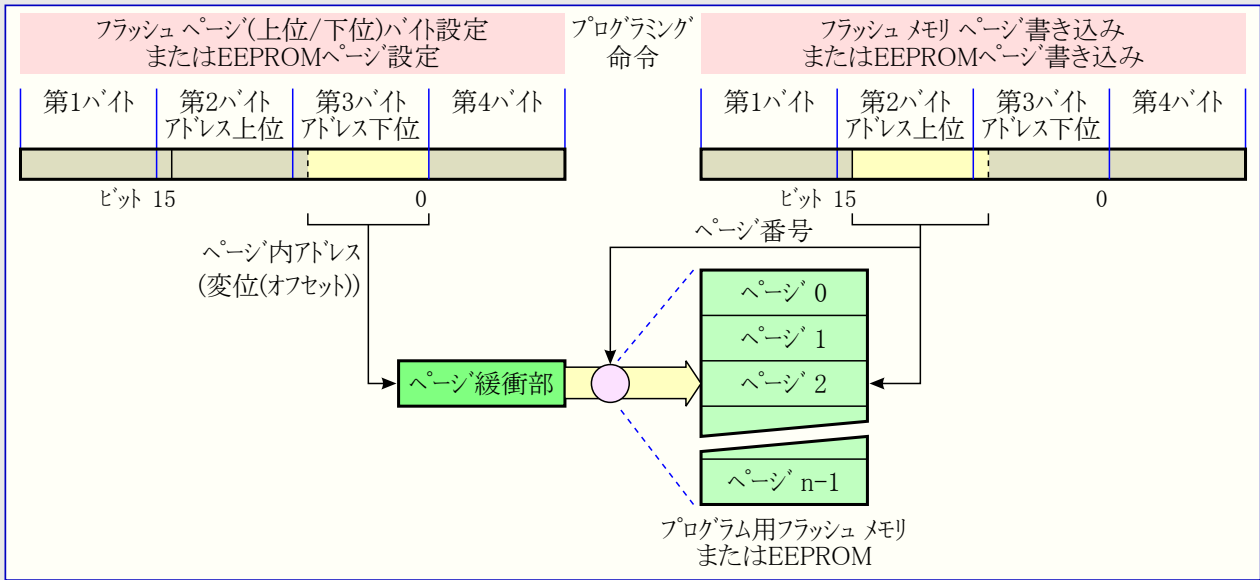 フラッシュ ページ(上位/下位)バイト設定
またはEEPROMページ設定
プログラミング
命令
フラッシュ メモリ ページ書き込み
またはEEPROMページ書き込み
第1バイト
第2バイト
アドレス上位
第3バイト
アドレス下位
第4バイト
第1バイト
第2バイト
アドレス上位
第3バイト
アドレス下位
第4バイト
ビット 15
0
ビット 15
0
ページ内アドレス
(変位(オフセット))
ページ番号
ページ 0
ページ 1
ページ緩衝部
ページ 2
ページ n-1
プログラム用フラッシュ メモリ
またはEEPROM